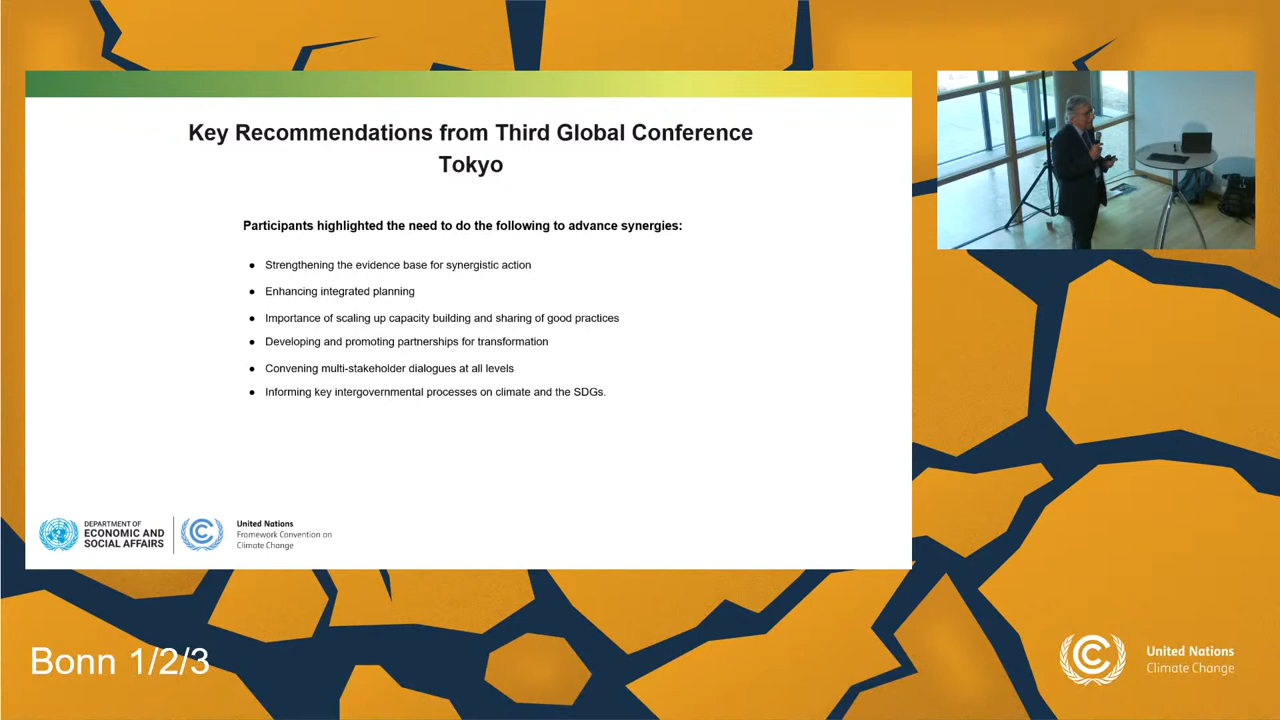 Key Recommendations from Third Global Conference
Tokyo
Participants highlighted the need to do the following to advance synergies:
● Strengthening the evidence base for synergistic action
● Enhancing integrated planning
● Importance of scaling up capacity building and sharing of good practices
● Developing and promoting partnerships for transformation
● Convening multi-stakeholder dialogues at all levels
● Informing key intergovernmental processes on climate and the SDGs.
DEPARTMENT OF
ECONOMIC AND
SOCIAL AFFAIRS
United Nations
Framework Convention on
Climate Change
Bonn 1/2/3
United Nations
Climate Change